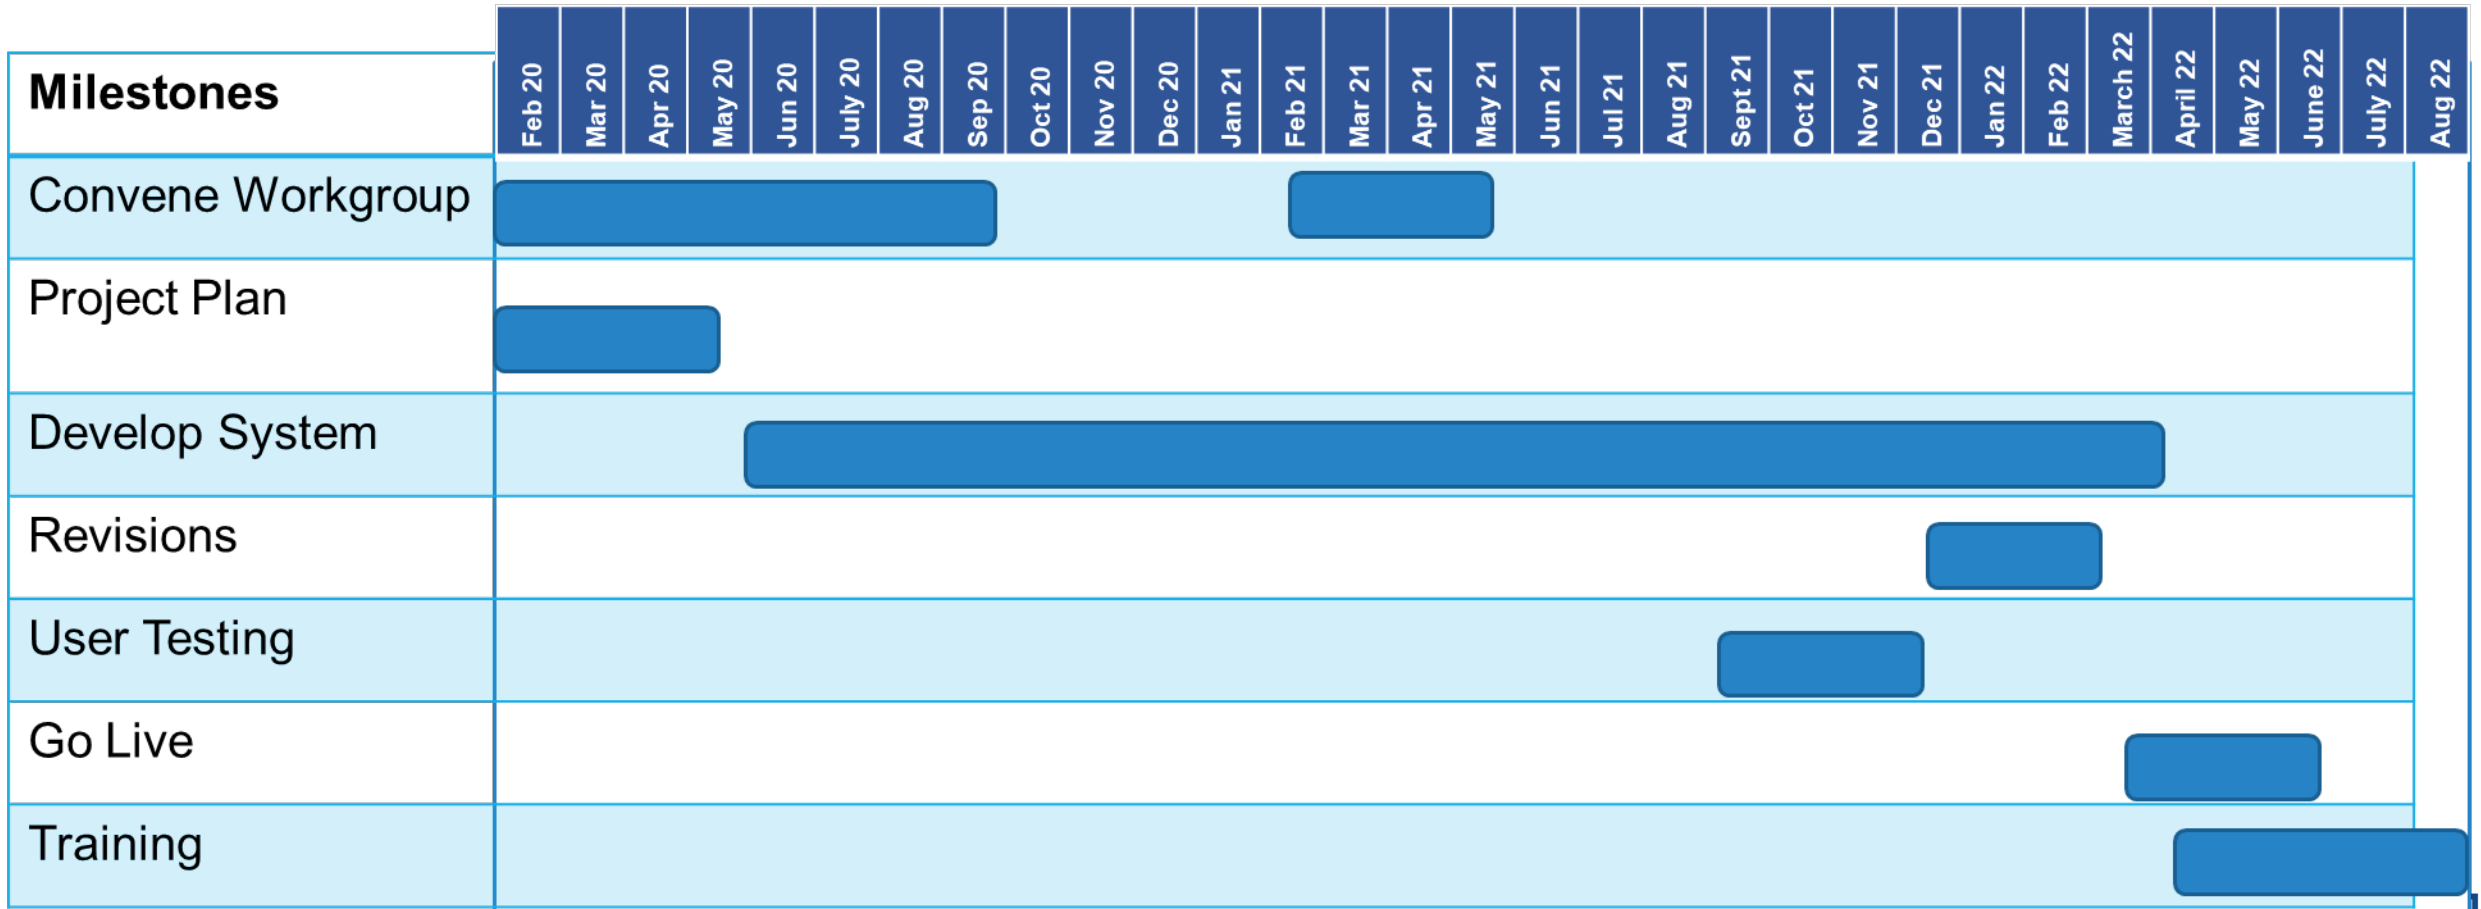 Milestones
Feb 20
Mar 20
Apr 20
May 20
Jun 20
July 20
Aug 20
Sep 20
Oct 20
Nov 20
Dec 20
Jan 21
Feb 21
Mar 21
Apr 21
May 21
Jun 21
Jul 21
Aug 21
Sept 21
Oct 21
Nov 21
Dec 21
Jan 22
Feb 22
March 22
April 22
May 22
June 22
July 22
Aug 22
Convene Workgroup
Project Plan
Develop System
Revisions
User Testing
Go Live
Training